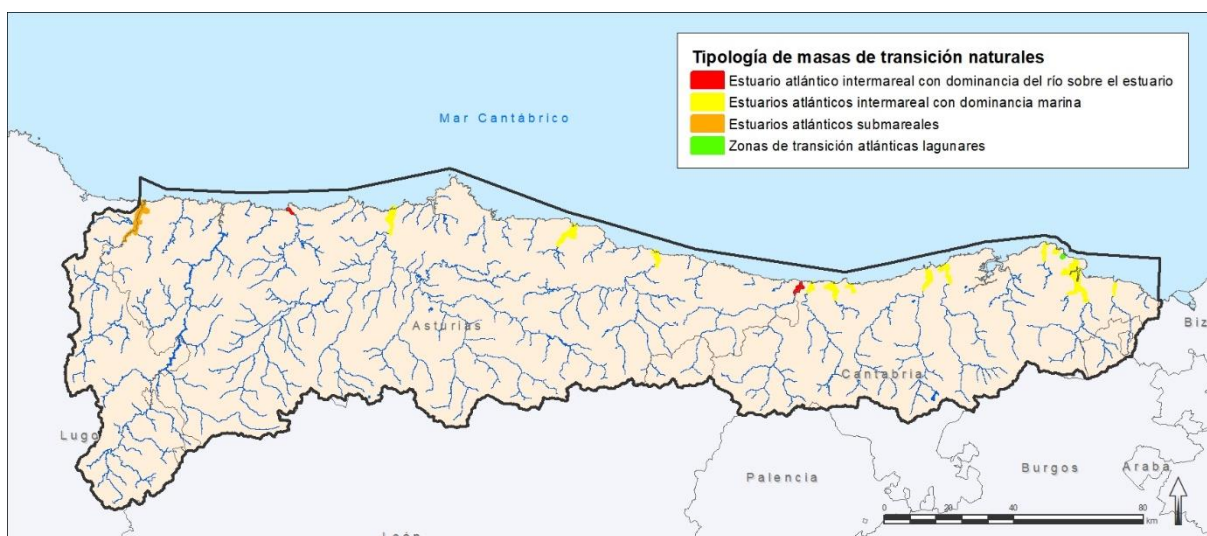 Tipología de masas de transición naturales
Estuario atlántico intermareal con dominancia del río sobre el estuario
Estuarios atlánticos intermareal con dominancia marina
Estuarios atlánticos submareales
Zonas de transición atlánticas lagunares
Mar Cantábrico
Asturias
Cantabria
Biz
Lugo
Palencia
Burgos
Araba
León
0 20 40 80
km